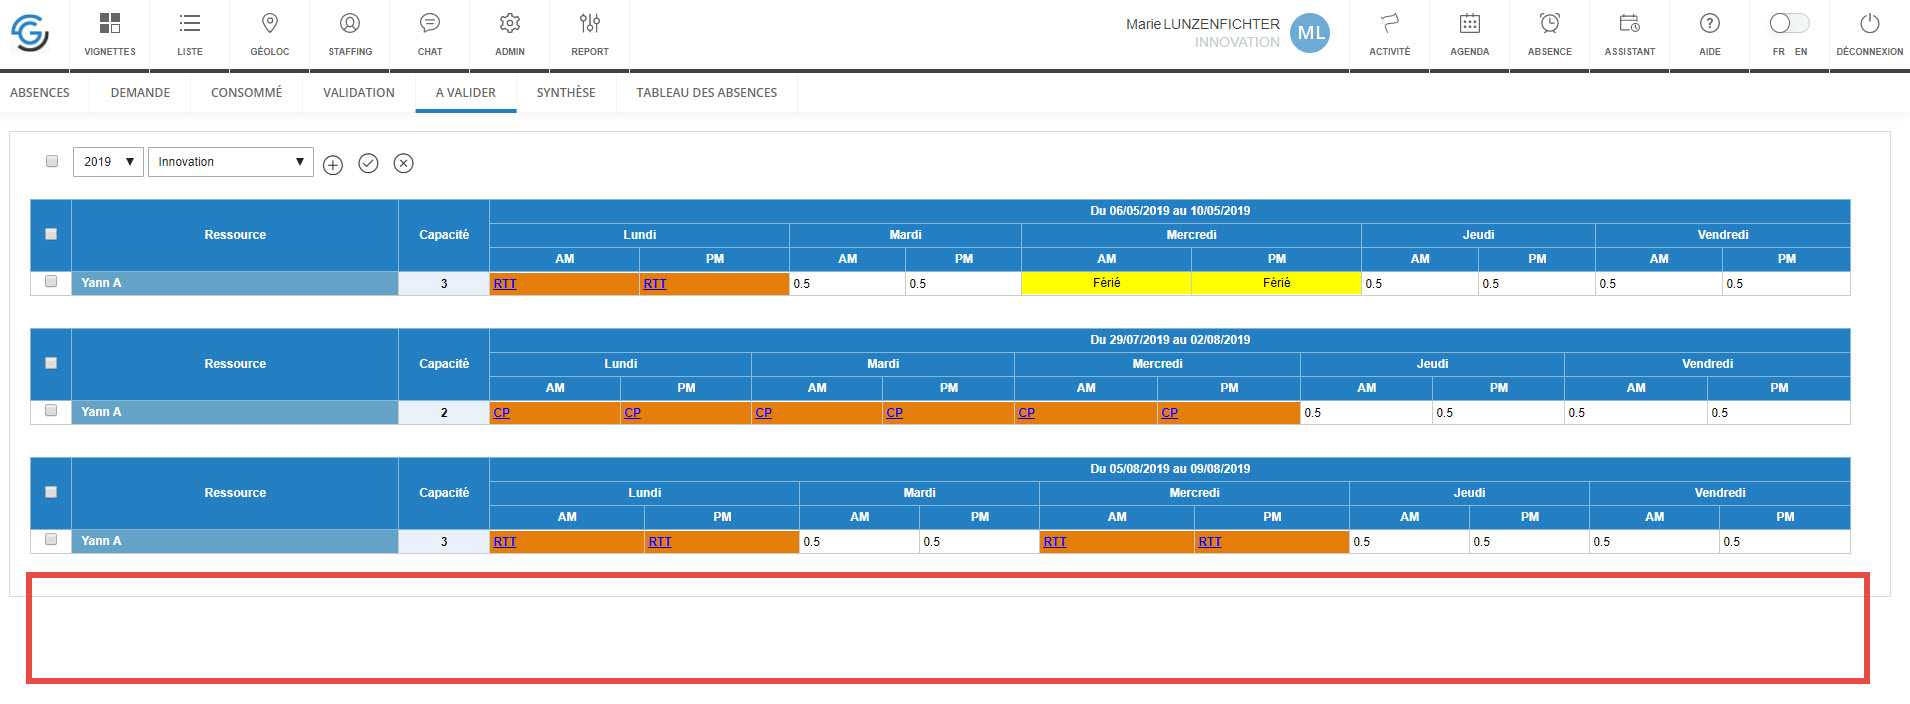 VIGNETTES LISTE GÉOLOC STAFFING CHAT ADMIN REPORT Marie LUNZENFICHTER INNOVATION ML ACTIVITÉ AGENDA ABSENCE ASSISTANT AIDE FR EN DÉCONNEXION
ABSENCES DEMANDE CONSOMMÉ VALIDATION A VALIDER SYNTHÈSE TABLEAU DES ABSENCES
2019 Innovation
Du 06/05/2019 au 10/05/2019
Ressource Capacité Lundi Mardi Mercredi Jeudi Vendredi
AM PM AM PM AM PM AM PM AM PM
Yann A 3 RTT RTT 0.5 0.5 Férié Férié 0.5 0.5 0.5 0.5
Du 29/07/2019 au 02/08/2019
Ressource Capacité Lundi Mardi Mercredi Jeudi Vendredi
AM PM AM PM AM PM AM PM AM PM
Yann A 2 CP CP CP CP CP CP 0.5 0.5 0.5 0.5
Du 05/08/2019 au 09/08/2019
Ressource Capacité Lundi Mardi Mercredi Jeudi Vendredi
AM PM AM PM AM PM AM PM AM PM
Yann A 3 RTT RTT 0.5 0.5 RTT RTT 0.5 0.5 0.5 0.5